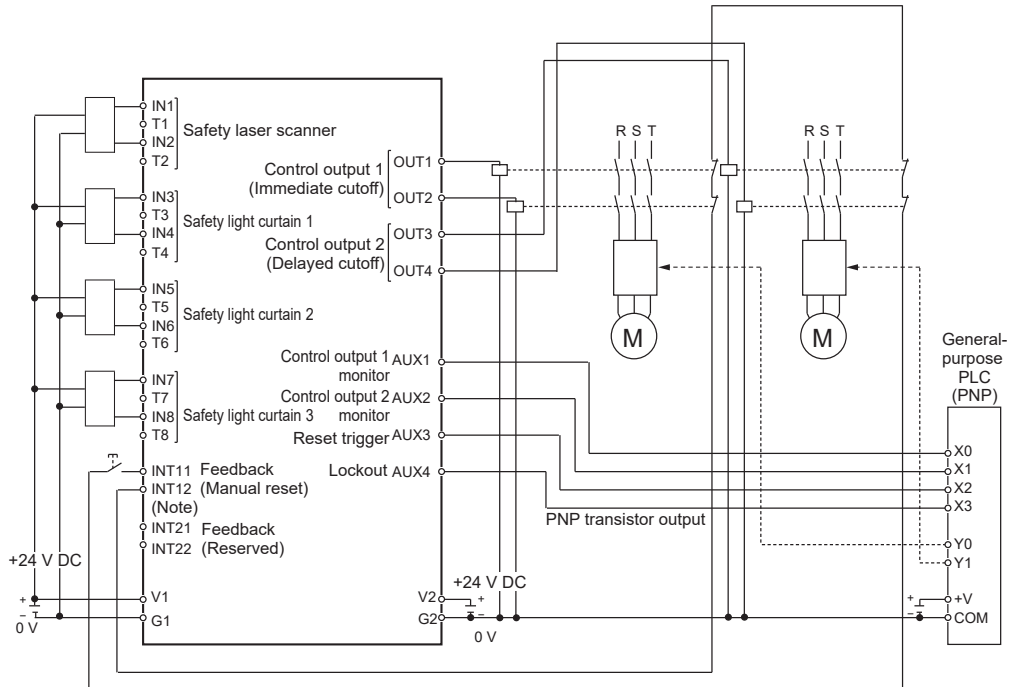 IN1
T1
IN2
T2
Safety laser scanner
IN3
T3
IN4
T4
Safety light curtain 1
IN5
T5
IN6
T6
Safety light curtain 2
IN7
T7
IN8
T8
Safety light curtain 3
INT11
INT12
Feedback
(Manual reset)
(Note)
INT21
INT22
Feedback
(Reserved)
+24 V DC
+
−
0 V
V1
G1
Control output 1
(Immediate cutoff)
OUT1
OUT2
Control output 2
(Delayed cutoff)
OUT3
OUT4
Control output 1
monitor
AUX1
Control output 2
monitor
AUX2
Reset trigger
AUX3
Lockout
AUX4
PNP transistor output
+24 V DC
V2
G2
+
−
0 V
R S T
M
R S T
M
General-
purpose
PLC
(PNP)
X0
X1
X2
X3
Y0
Y1
+
−
+V
COM